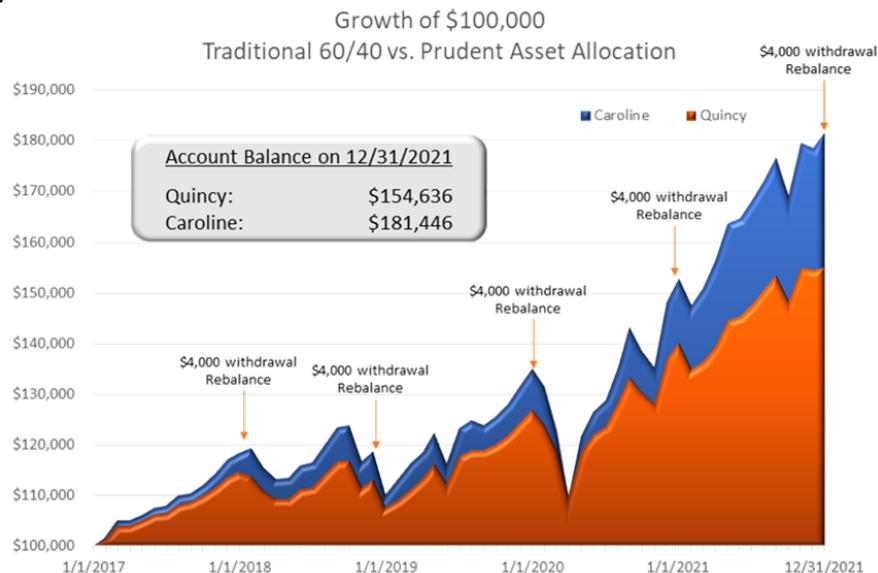 Growth of $100,000
Traditional 60/40 vs. Prudent Asset Allocation
$4,000 withdrawal
Rebalance
$190,000
Caroline
Quincy
$180,000
Account Balance on 12/31/2021
Quincy: $154,636
Caroline: $181,446
$170,000
$4,000 withdrawal
Rebalance
$160,000
$150,000
$4,000 withdrawal
Rebalance
$140,000
$4,000 withdrawal
Rebalance
$4,000 withdrawal
Rebalance
$130,000
$120,000
$110,000
$100,000
1/1/2017 1/1/2018 1/1/2019 1/1/2020 1/1/2021 12/31/2021